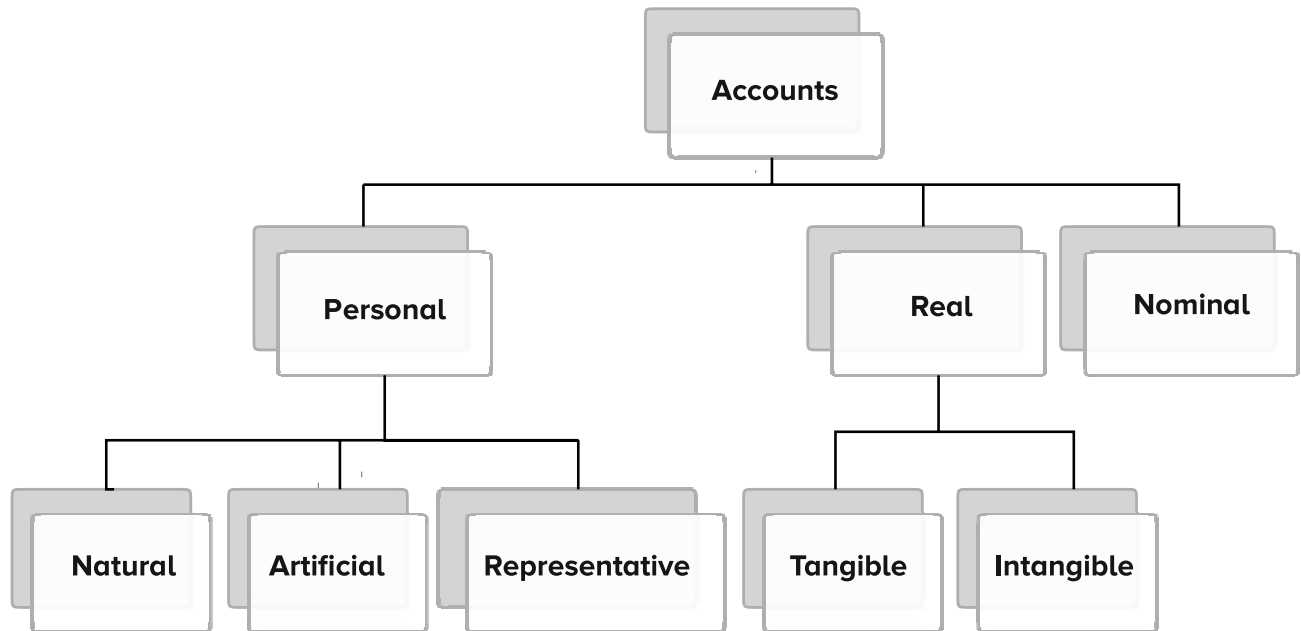 Accounts
Personal
Real
Nominal
Natural
Artificial
Representative
Tangible
Intangible